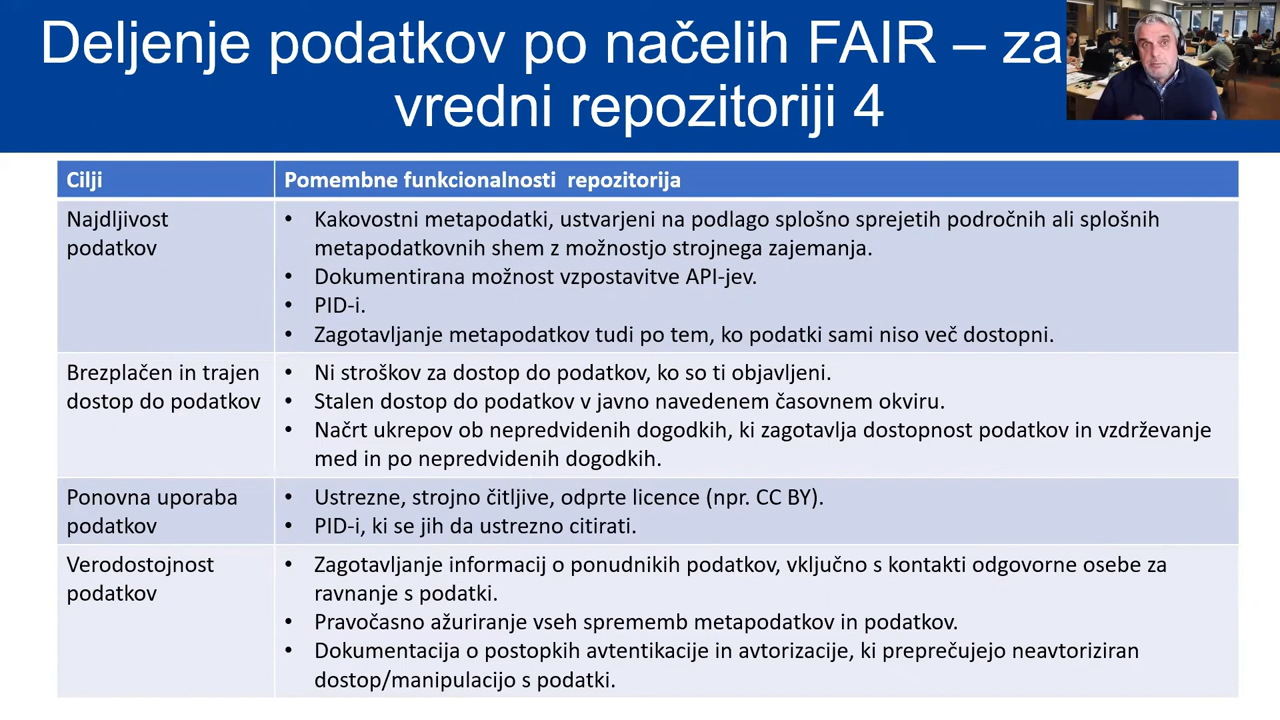 Deljenje podatkov po načelih FAIR – za
vredni repozitoriji 4
Cilji
Pomembne funkcionalnosti repozitorija
Najdljivost
podatkov
• Kakovostni metapodatki, ustvarjeni na podlago splošno sprejetih področnih ali splošnih
metapodatkovnih shem z možnostjo strojnega zajemanja.
• Dokumentirana možnost vzpostavitve API-jev.
• PID-i.
• Zagotavljanje metapodatkov tudi po tem, ko podatki sami niso več dostopni.
Brezplačen in trajen
dostop do podatkov
• Ni stroškov za dostop do podatkov, ko so ti objavljeni.
• Stalen dostop do podatkov v javno navedenem časovnem okviru.
• Načrt ukrepov ob nepredvidenih dogodkih, ki zagotavlja dostopnost podatkov in vzdrževanje
med in po nepredvidenih dogodkih.
Ponovna uporaba
podatkov
• Ustrezne, strojno čitljive, odprte licence (npr. CC BY).
• PID-i, ki se jih da ustrezno citirati.
Verodostojnost
podatkov
• Zagotavljanje informacij o ponudnikih podatkov, vključno s kontakti odgovorne osebe za
ravnanje s podatki.
• Pravočasno ažuriranje vseh sprememb metapodatkov in podatkov.
• Dokumentacija o postopkih avtentikacije in avtorizacije, ki preprečujejo neavtoriziran
dostop/manipulacijo s podatki.